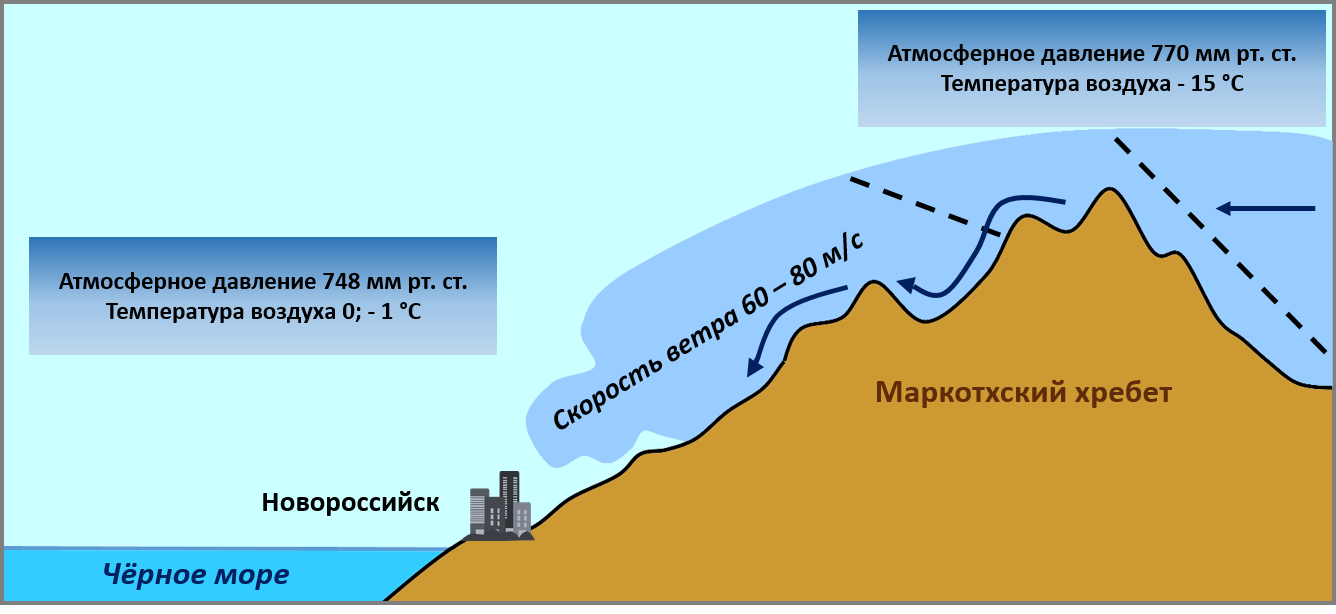 Атмосферное давление 770 мм рт. ст.
Температура воздуха - 15 °С
Атмосферное давление 748 мм рт. ст.
Температура воздуха 0; - 1 °С
Скорость ветра 60 – 80 м/с
Маркотхский хребет
Новороссийск
Чёрное море